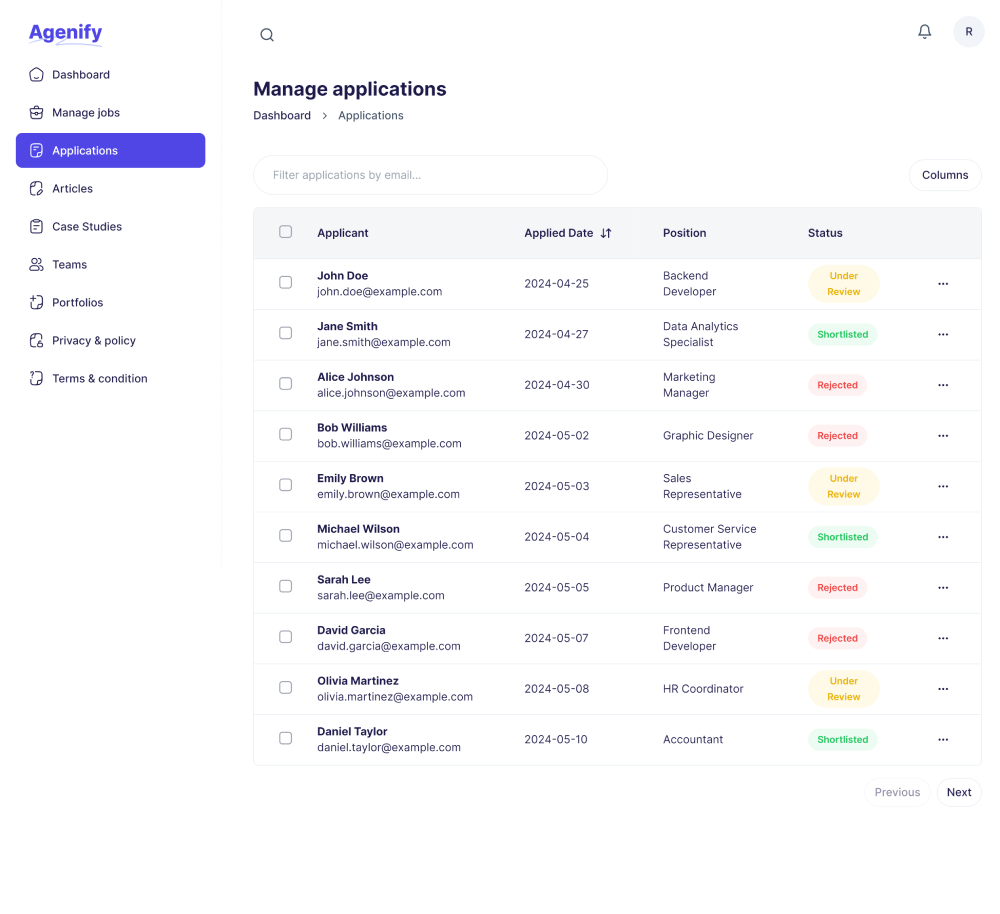 Agenify
R
Dashboard
Manage jobs
Applications
Articles
Case Studies
Teams
Portfolios
Privacy & policy
Terms & condition
Manage applications
Dashboard > Applications
Filter applications by email...
Columns
Applicant Applied Date Position Status
John Doe
john.doe@example.com
2024-04-25
Backend
Developer
Under
Review
Jane Smith
jane.smith@example.com
2024-04-27
Data Analytics
Specialist
Shortlisted
Alice Johnson
alice.johnson@example.com
2024-04-30
Marketing
Manager
Rejected
Bob Williams
bob.williams@example.com
2024-05-02
Graphic Designer
Rejected
Emily Brown
emily.brown@example.com
2024-05-03
Sales
Representative
Under
Review
Michael Wilson
michael.wilson@example.com
2024-05-04
Customer Service
Representative
Shortlisted
Sarah Lee
sarah.lee@example.com
2024-05-05
Product Manager
Rejected
David Garcia
david.garcia@example.com
2024-05-07
Frontend
Developer
Rejected
Olivia Martinez
olivia.martinez@example.com
2024-05-08
HR Coordinator
Under
Review
Daniel Taylor
daniel.taylor@example.com
2024-05-10
Accountant
Shortlisted
Previous
Next